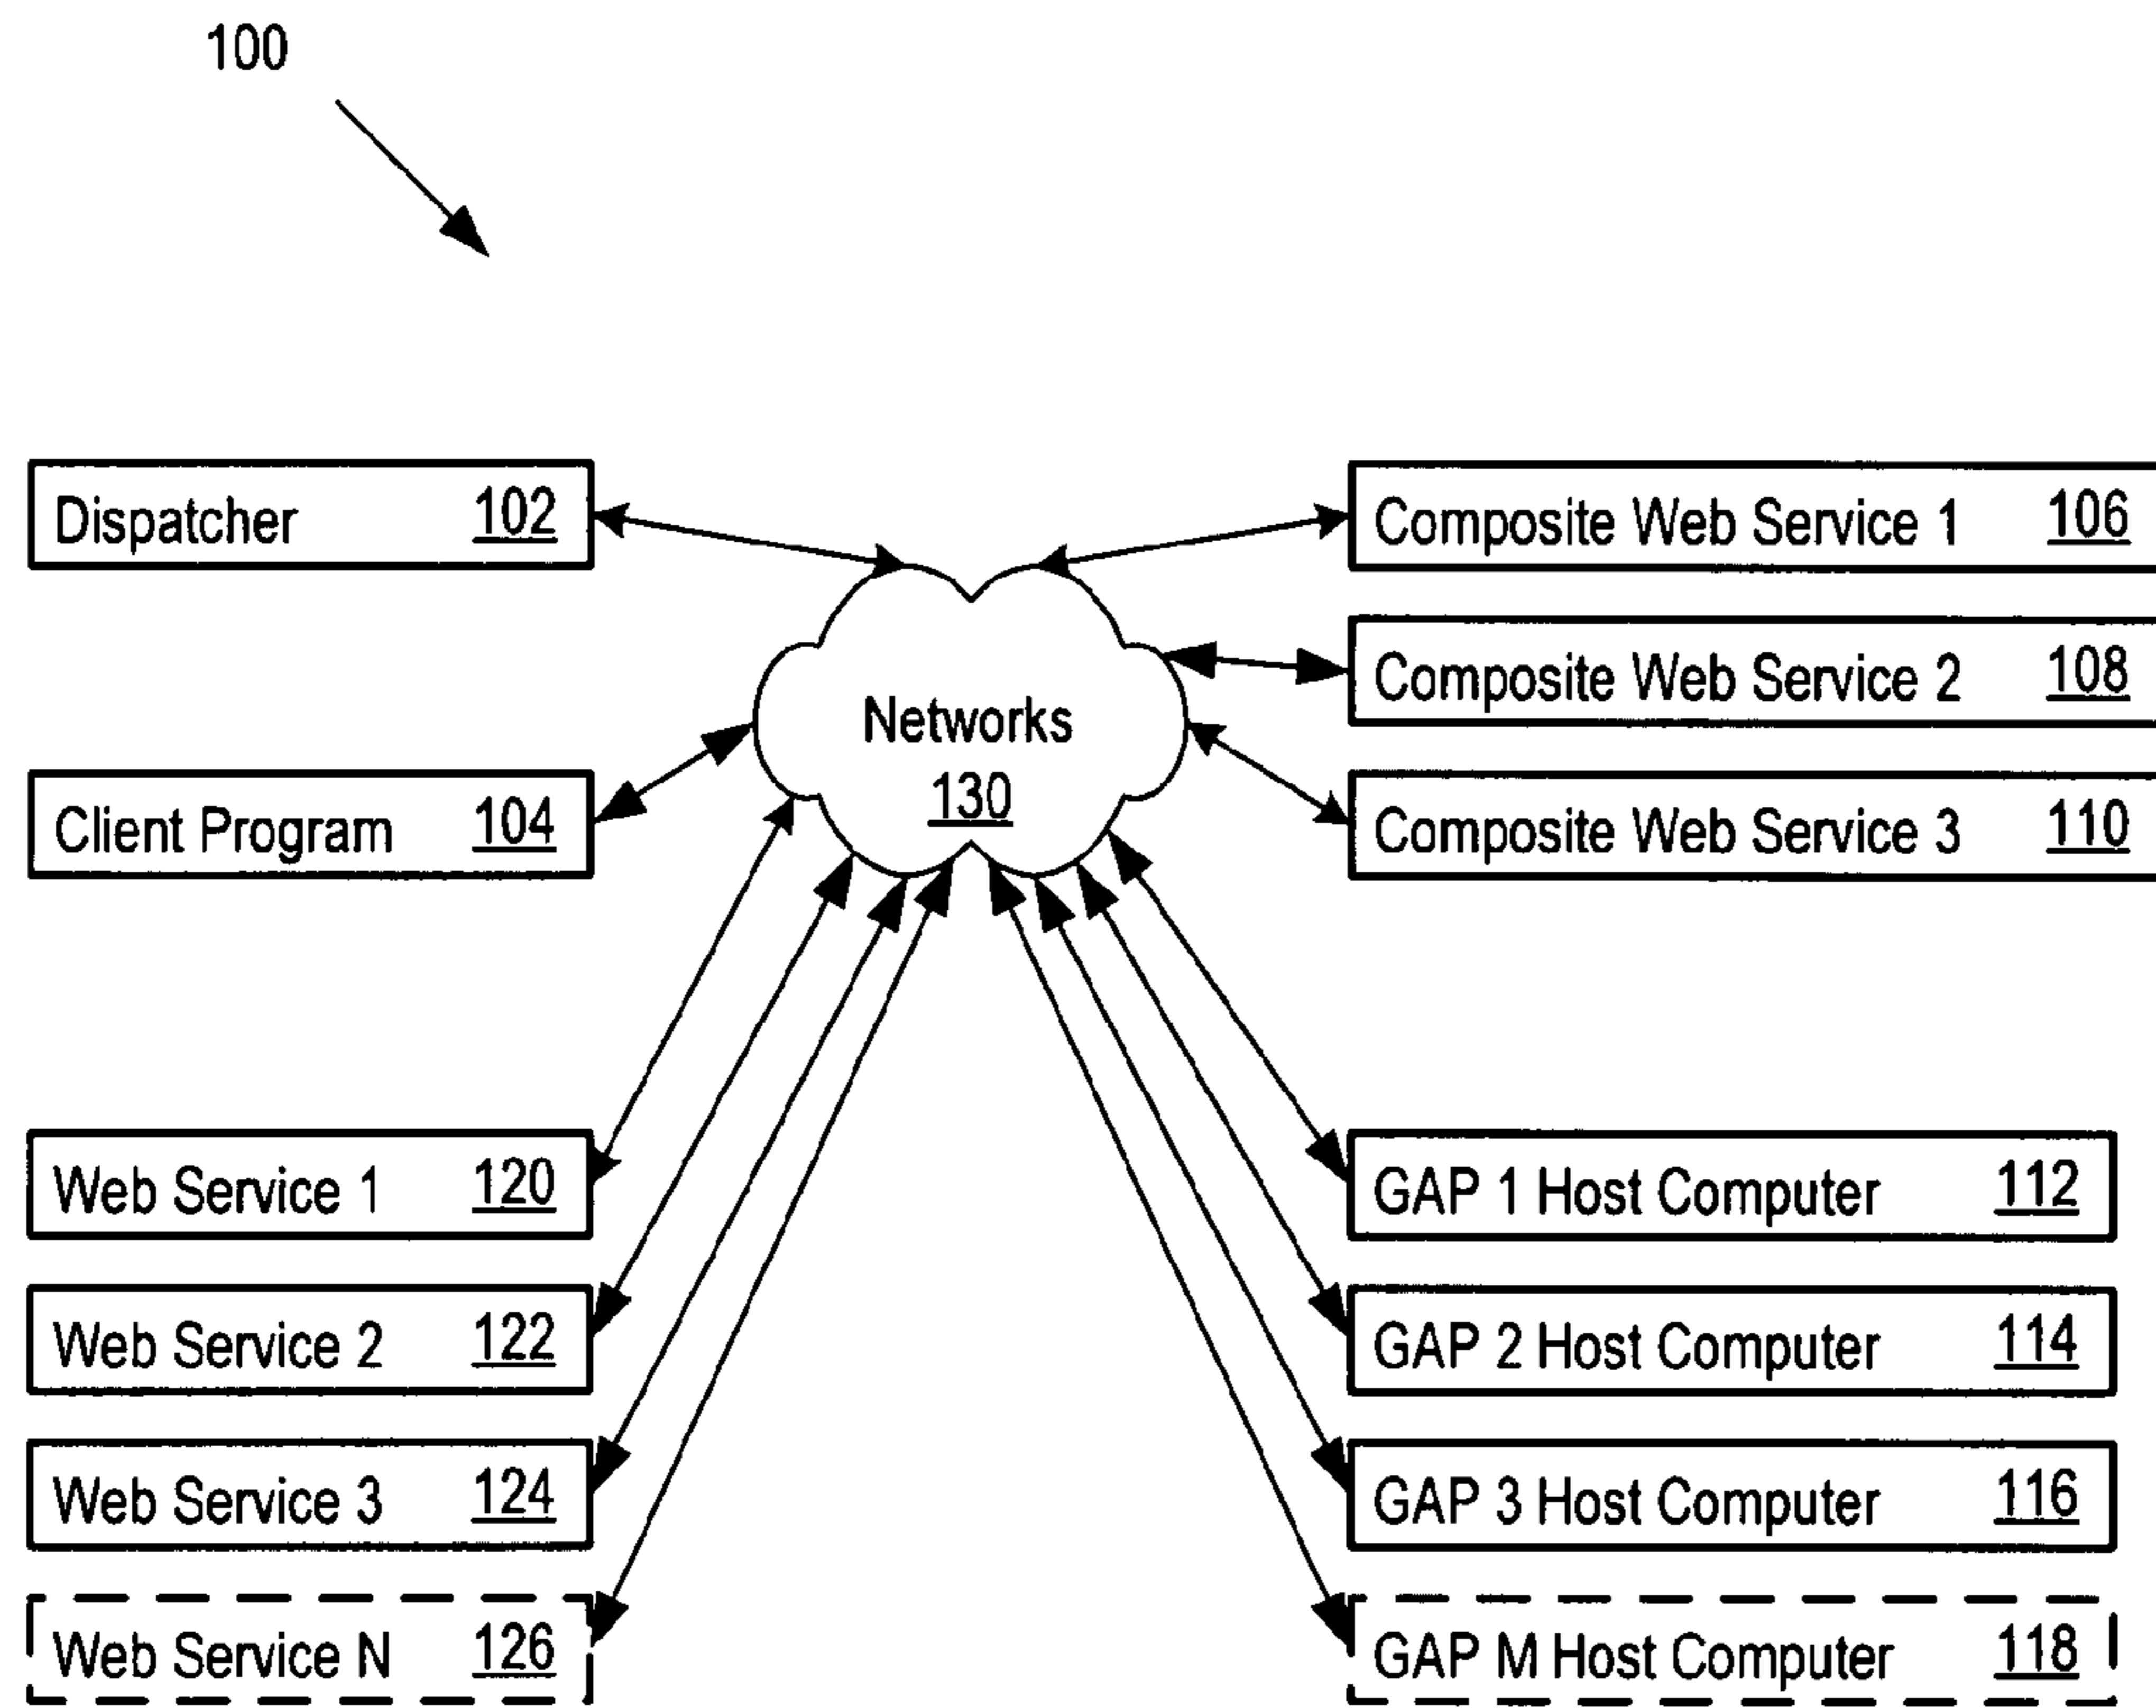 100
Dispatcher 102
Client Program 104
Networks
130
Composite Web Service 1 106
Composite Web Service 2 108
Composite Web Service 3 110
Web Service 1 120
Web Service 2 122
Web Service 3 124
Web Service N 126
GAP 1 Host Computer 112
GAP 2 Host Computer 114
GAP 3 Host Computer 116
GAP M Host Computer 118